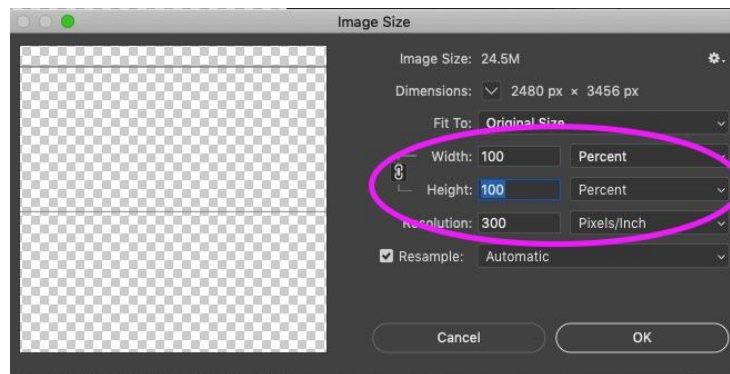 Image Size
Image Size: 24.5M
Dimensions: 2480 px × 3456 px
Fit To: Original Size
Width: 100 Percent
Height: 100 Percent
Resolution: 300 Pixels/Inch
Resample: Automatic
Cancel OK